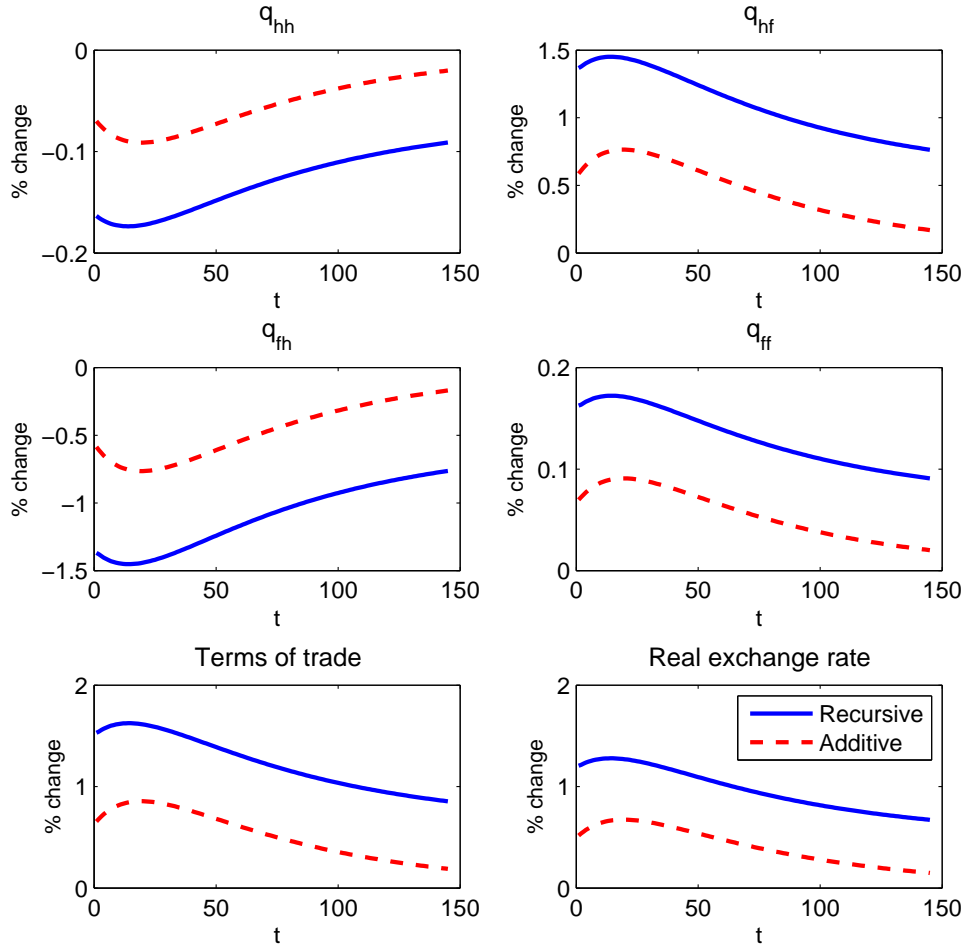 q_hh
0
−0.1
−0.2
% change
0 50 100 150
t
q_hf
1.5
1
0.5
0
% change
0 50 100 150
t
q_fh
0
−0.5
−1
−1.5
% change
0 50 100 150
t
q_ff
0.2
0.1
0
% change
0 50 100 150
t
Terms of trade
2
1
0
% change
0 50 100 150
t
Real exchange rate
2
1
0
% change
Recursive
Additive
0 50 100 150
t